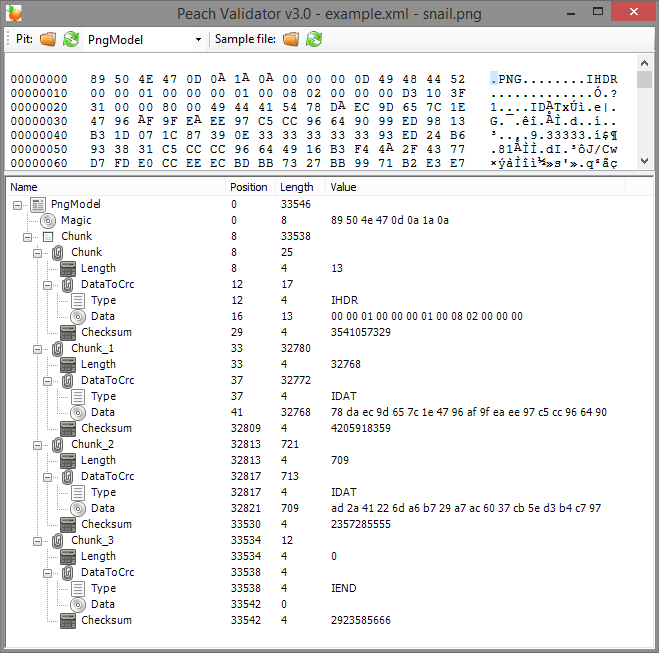 Peach Validator v3.0 - example.xml - snail.png
Pit: PngModel Sample file:
00000000 89 50 4E 47 0D 0A 1A 0A 00 00 00 0D 49 48 44 52 .PNG........IHDR
00000010 00 00 01 00 00 00 01 00 08 02 00 00 00 D3 10 3F .............Ó.?
00000020 31 00 00 80 00 49 44 41 54 78 DA EC 9D 65 7C 1E 1....IDATxÚì.e|.
00000030 47 96 AF 9F EA EE 97 C5 CC 96 64 90 99 ED 98 13 G.¯.êî.ÅÌ.d..í..
00000040 B3 1D 07 1C 87 39 0E 33 33 33 33 33 93 ED 24 B6 ³....9.33333.í$¶
00000050 93 38 31 C5 CC CC 96 64 49 16 B3 F4 4A 2F 43 77 .81ÅÌÌ.dI.³ôJ/Cw
00000060 D7 FD E0 CC EE EC BD BB 73 27 BB 99 71 B2 E3 E7 ×ýàÌîì½»s'».q²ãç
Name Position Length Value
PngModel 0 33546
Magic 0 8 89 50 4e 47 0d 0a 1a 0a
Chunk 8 33538
Chunk 8 25
Length 8 4 13
DataToCrc 12 17
Type 12 4 IHDR
Data 16 13 00 00 01 00 00 00 01 00 08 02 00 00 00
Checksum 29 4 3541057329
Chunk_1 33 32780
Length 33 4 32768
DataToCrc 37 32772
Type 37 4 IDAT
Data 41 32768 78 da ec 9d 65 7c 1e 47 96 af 9f ea ee 97 c5 cc 96 64 90
Checksum 32809 4 4205918359
Chunk_2 32813 721
Length 32813 4 709
DataToCrc 32817 713
Type 32817 4 IDAT
Data 32821 709 ad 2a 41 22 6d a6 b7 29 a7 ac 60 37 cb 5e d3 b4 c7 97
Checksum 33530 4 2357285555
Chunk_3 33534 12
Length 33534 4 0
DataToCrc 33538 4
Type 33538 4 IEND
Data 33542 0
Checksum 33542 4 2923585666